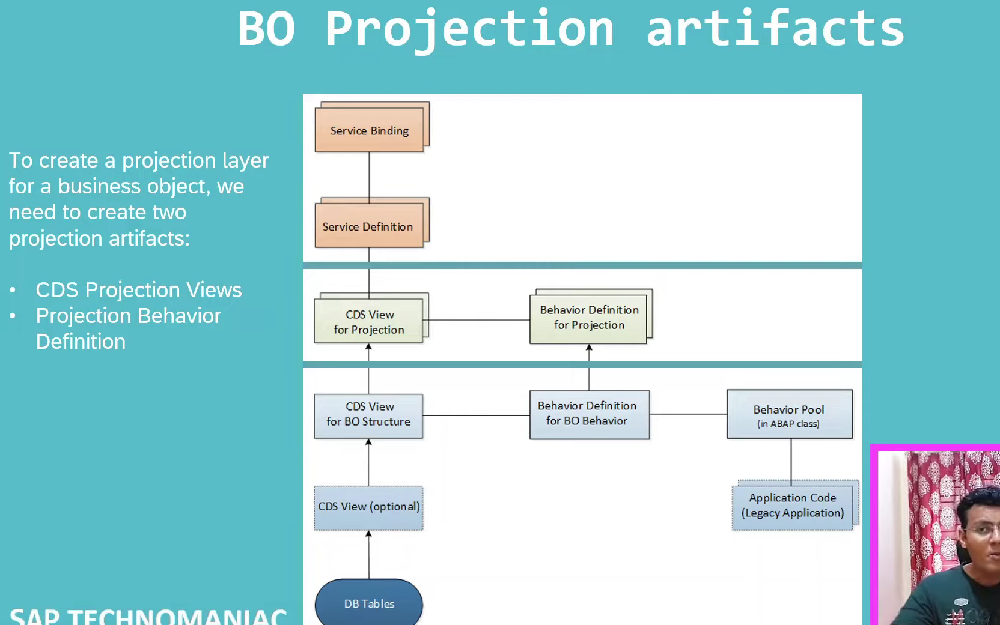 BO Projection artifacts
To create a projection layer
for a business object, we
need to create two
projection artifacts:
• CDS Projection Views
• Projection Behavior
Definition
Service Binding
Service Definition
CDS View
for Projection
Behavior Definition
for Projection
CDS View
for BO Structure
Behavior Definition
for BO Behavior
Behavior Pool
(in ABAP class)
CDS View (optional)
Application Code
(Legacy Application)
DB Tables
SAP TECHNOMANIAC